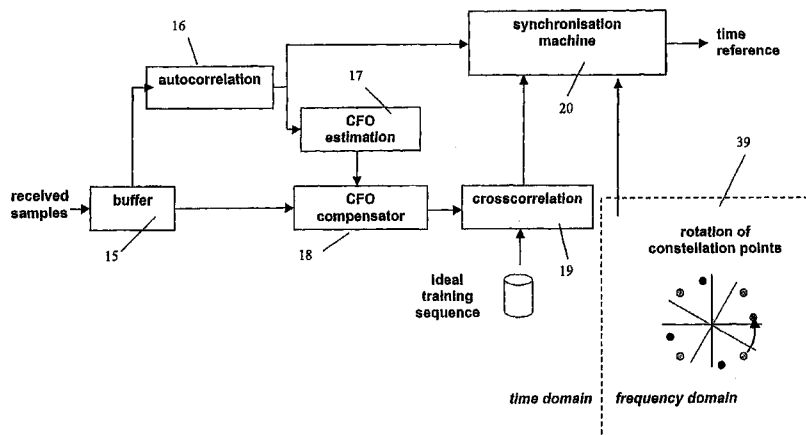 16
autocorrelation
17
CFO
estimation
synchronisation
machine
20
time
reference
39
received
samples
buffer
15
CFO
compensator
18
crosscorrelation
19
ideal
training
sequence
rotation of
constellation points
time domain
frequency domain